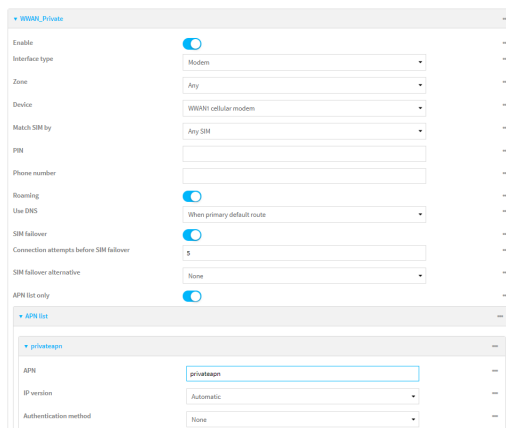 WWAN_Private
Enable
Interface type Modem
Zone Any
Device WWAN1 cellular modem
Match SIM by Any SIM
PIN
Phone number
Roaming
Use DNS When primary default route
SIM failover
Connection attempts before SIM failover 5
SIM failover alternative None
APN list only
APN list
privateapn
APN privateapn
IP version Automatic
Authentication method None